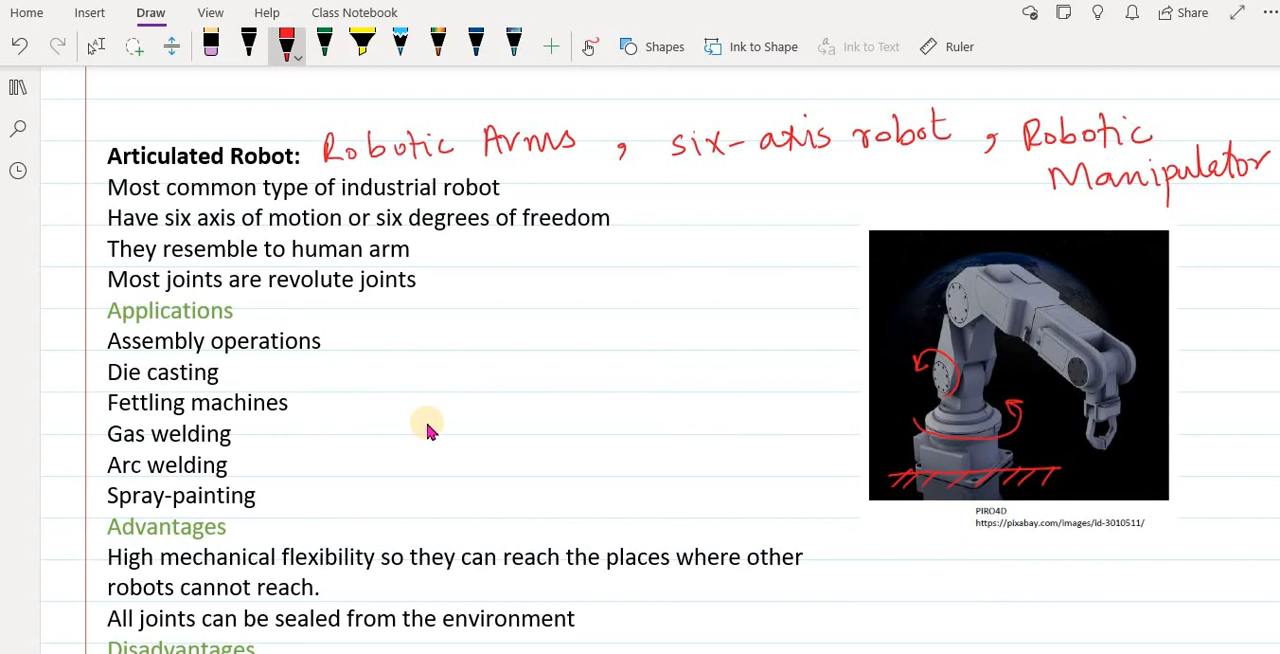 Home Insert Draw View Help Class Notebook Share
Shapes Ink to Shape Ink to Text Ruler
Articulated Robot: Robotic Arms , six-axis robot , Robotic
Manipulator
Most common type of industrial robot
Have six axis of motion or six degrees of freedom
They resemble to human arm
Most joints are revolute joints
Applications
Assembly operations
Die casting
Fettling machines
Gas welding
Arc welding
Spray-painting
Advantages
High mechanical flexibility so they can reach the places where other
robots cannot reach.
All joints can be sealed from the environment
Disadvantages
PIRO4D
https://pixabay.com/images/id-3010511/